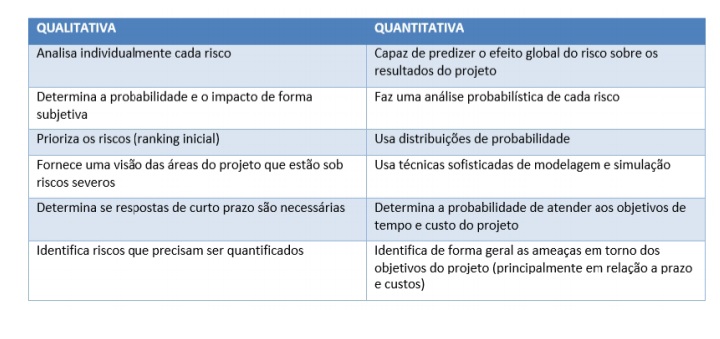 QUALITATIVA
QUANTITATIVA
Analisa individualmente cada risco
Capaz de predizer o efeito global do risco sobre os
resultados do projeto
Determina a probabilidade e o impacto de forma
subjetiva
Faz uma análise probabilística de cada risco
Prioriza os riscos (ranking inicial)
Usa distribuições de probabilidade
Fornece uma visão das áreas do projeto que estão sob
riscos severos
Usa técnicas sofisticadas de modelagem e simulação
Determina se respostas de curto prazo são necessárias
Determina a probabilidade de atender aos objetivos de
tempo e custo do projeto
Identifica riscos que precisam ser quantificados
Identifica de forma geral as ameaças em torno dos
objetivos do projeto (principalmente em relação a prazo
e custos)